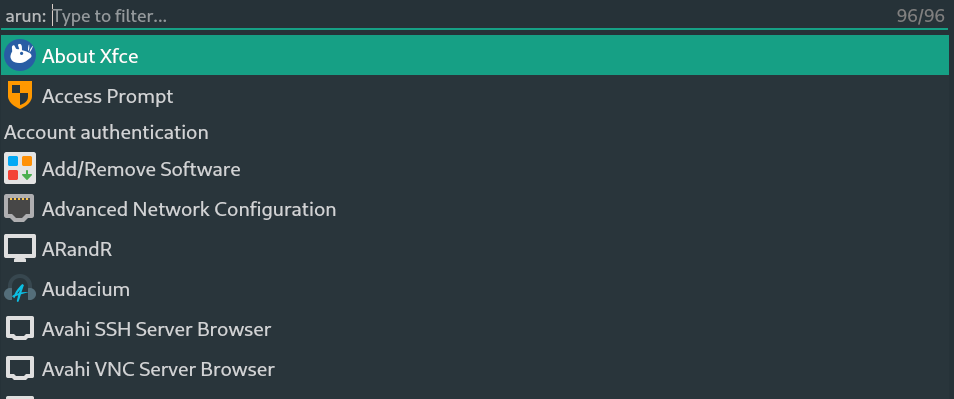 arun: Type to filter... 96/96
About Xfce
Access Prompt
Account authentication
Add/Remove Software
Advanced Network Configuration
ARandR
Audacium
Avahi SSH Server Browser
Avahi VNC Server Browser